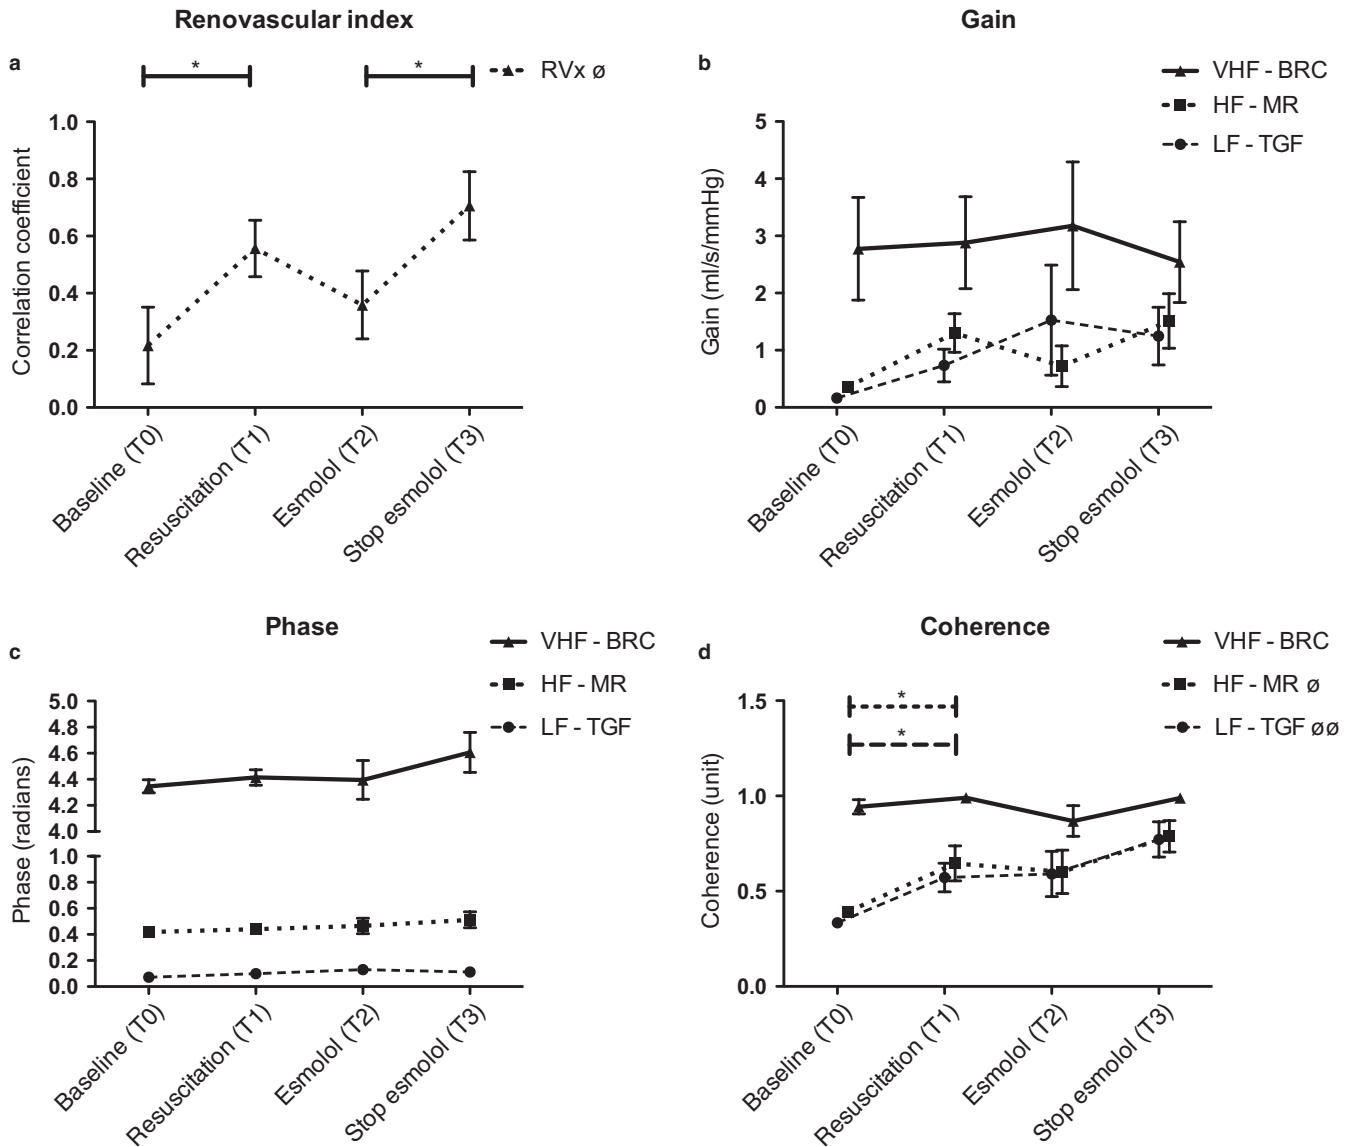 Renovascular index
a
*
*
RVx ø
Correlation coefficient
1.0
0.8
0.6
0.4
0.2
0.0
Baseline (T0)
Resuscitation (T1)
Esmolol (T2)
Stop esmolol (T3)
Gain
b
VHF - BRC
HF - MR
LF - TGF
Gain (ml/s/mmHg)
5
4
3
2
1
0
Baseline (T0)
Resuscitation (T1)
Esmolol (T2)
Stop esmolol (T3)
Phase
c
VHF - BRC
HF - MR
LF - TGF
Phase (radians)
5.0
4.8
4.6
4.4
4.2
4.0
1.0
0.8
0.6
0.4
0.2
0.0
Baseline (T0)
Resuscitation (T1)
Esmolol (T2)
Stop esmolol (T3)
Coherence
d
VHF - BRC
HF - MR ø
LF - TGF øø
*
*
Coherence (unit)
1.5
1.0
0.5
0.0
Baseline (T0)
Resuscitation (T1)
Esmolol (T2)
Stop esmolol (T3)